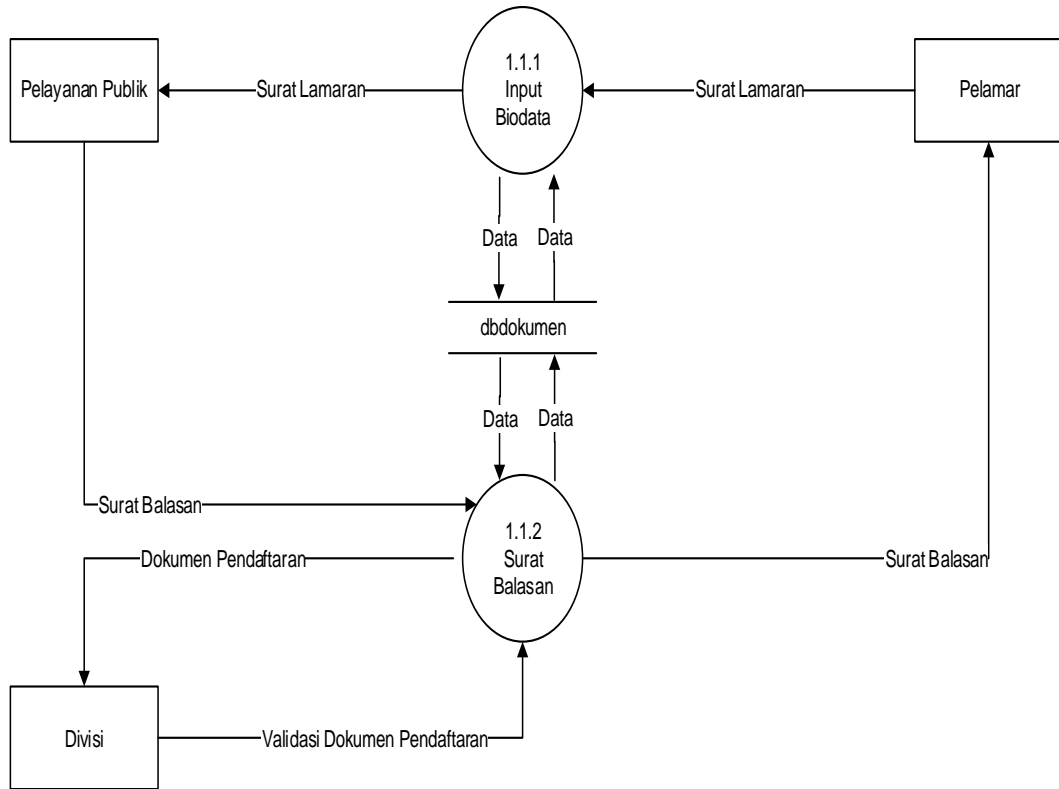 Pelayanan Publik
Surat Lamaran
1.1.1
Input
Biodata
Surat Lamaran
Pelamar
Data
Data
dbdokumen
Data
Data
Surat Balasan
1.1.2
Surat
Balasan
Dokumen Pendaftaran
Surat Balasan
Divisi
Validasi Dokumen Pendaftaran